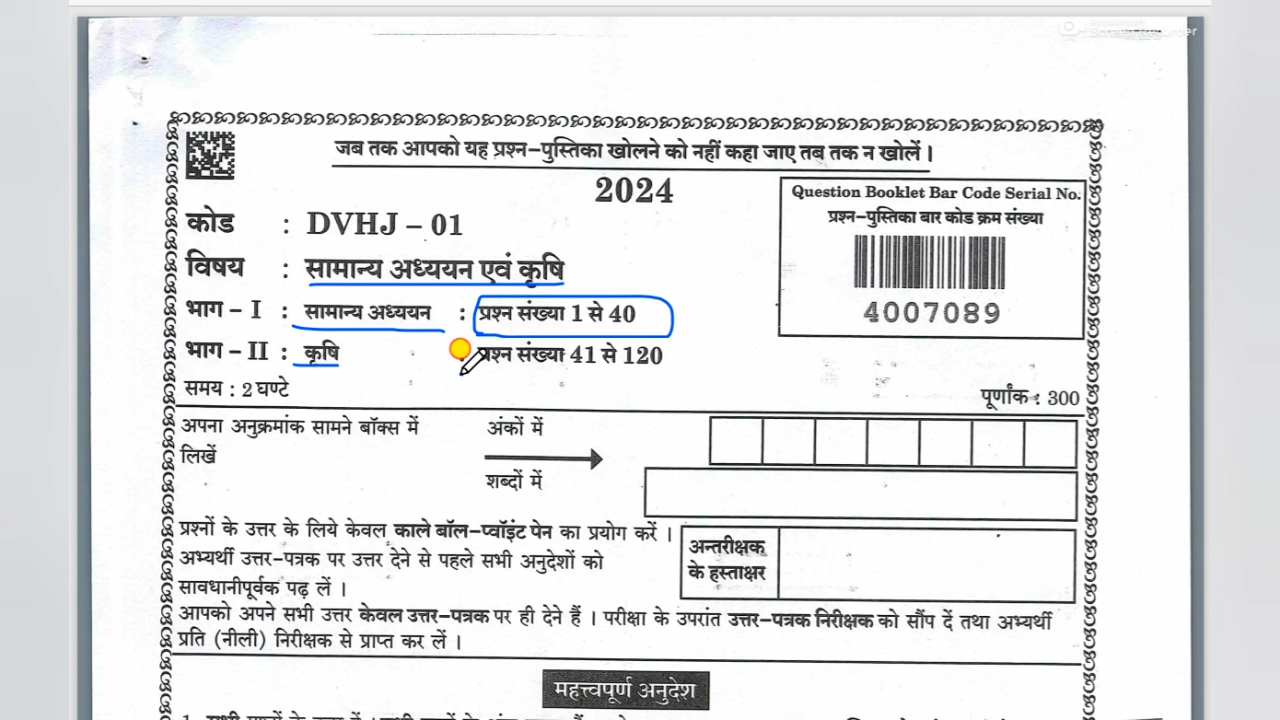 Screen Recorder
जब तक आपको यह प्रश्न-पुस्तिका खोलने को नहीं कहा जाए तब तक न खोलें ।
2024
Question Booklet Bar Code Serial No.
प्रश्न-पुस्तिका बार कोड क्रम संख्या
4007089
कोड : DVHJ – 01
विषय : सामान्य अध्ययन एवं कृषि
भाग – I : सामान्य अध्ययन : प्रश्न संख्या 1 से 40
भाग – II : कृषि प्रश्न संख्या 41 से 120
समय : 2 घण्टे
पूर्णांक : 300
अपना अनुक्रमांक सामने बॉक्स में
लिखें
अंकों में
शब्दों में
प्रश्नों के उत्तर के लिये केवल काले बॉल-प्वॉइंट पेन का प्रयोग करें ।
अभ्यर्थी उत्तर-पत्रक पर उत्तर देने से पहले सभी अनुदेशों को
सावधानीपूर्वक पढ़ लें ।
अन्तरीक्षक
के हस्ताक्षर
आपको अपने सभी उत्तर केवल उत्तर-पत्रक पर ही देने हैं । परीक्षा के उपरांत उत्तर-पत्रक निरीक्षक को सौंप दें तथा अभ्यर्थी
प्रति (नीली) निरीक्षक से प्राप्त कर लें ।
महत्त्वपूर्ण अनुदेश